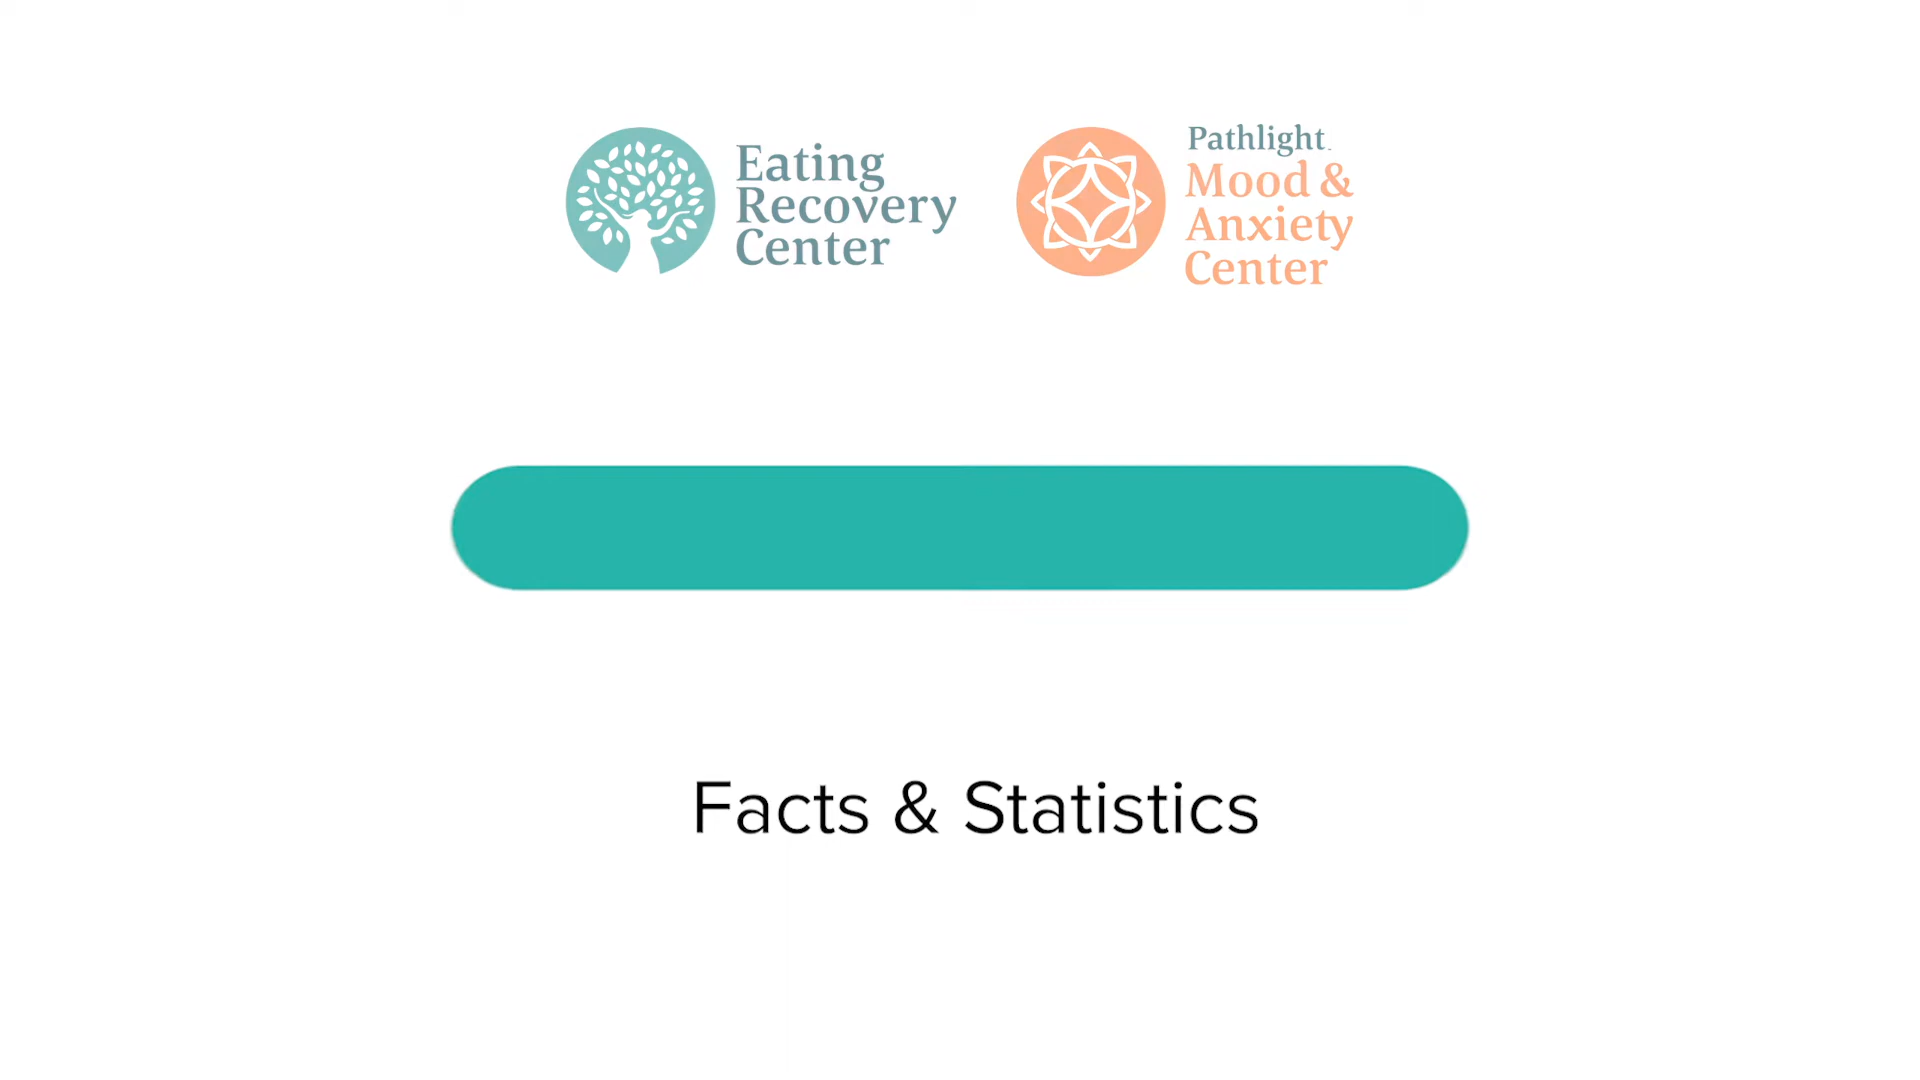 Eating
Recovery
Center
Pathlight
Mood &
Anxiety
Center
Facts & Statistics